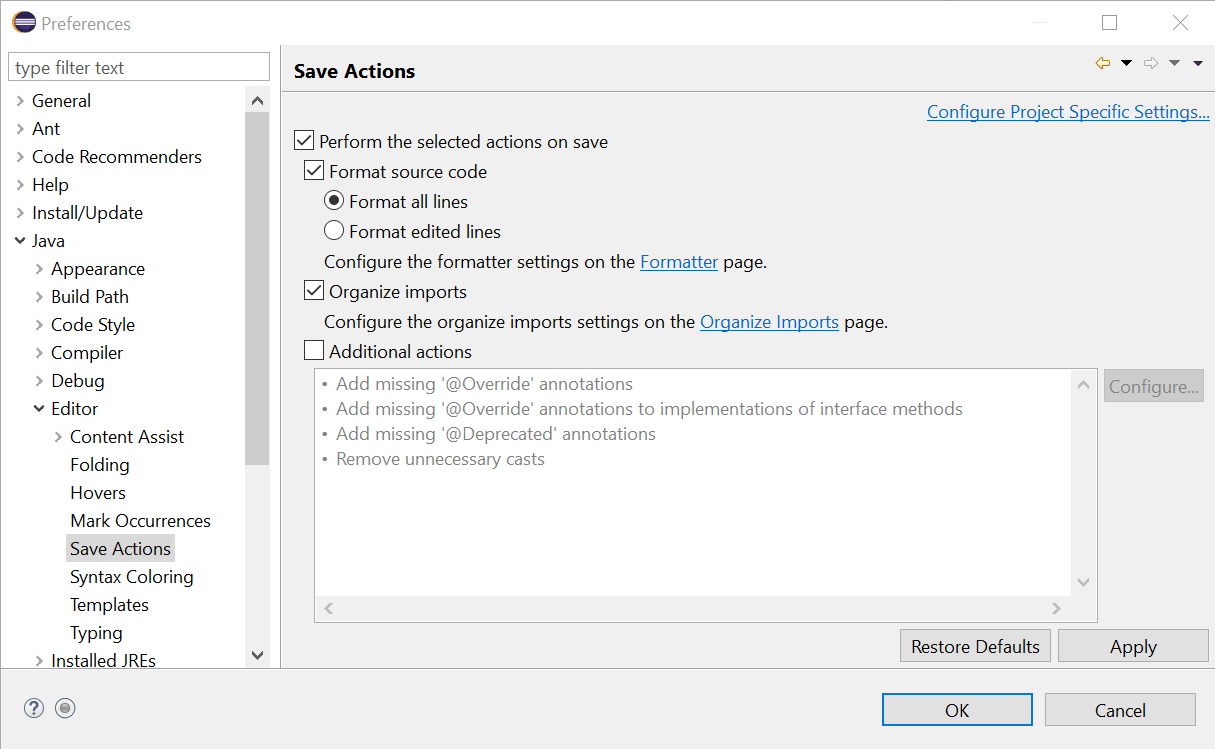 Preferences
type filter text
General
Ant
Code Recommenders
Help
Install/Update
Java
Appearance
Build Path
Code Style
Compiler
Debug
Editor
Content Assist
Folding
Hovers
Mark Occurrences
Save Actions
Syntax Coloring
Templates
Typing
Installed JREs
Save Actions
Configure Project Specific Settings...
Perform the selected actions on save
Format source code
Format all lines
Format edited lines
Configure the formatter settings on the Formatter page.
Organize imports
Configure the organize imports settings on the Organize Imports page.
Additional actions
• Add missing '@Override' annotations
• Add missing '@Override' annotations to implementations of interface methods
• Add missing '@Deprecated' annotations
• Remove unnecessary casts
Configure...
Restore Defaults
Apply
?
OK
Cancel